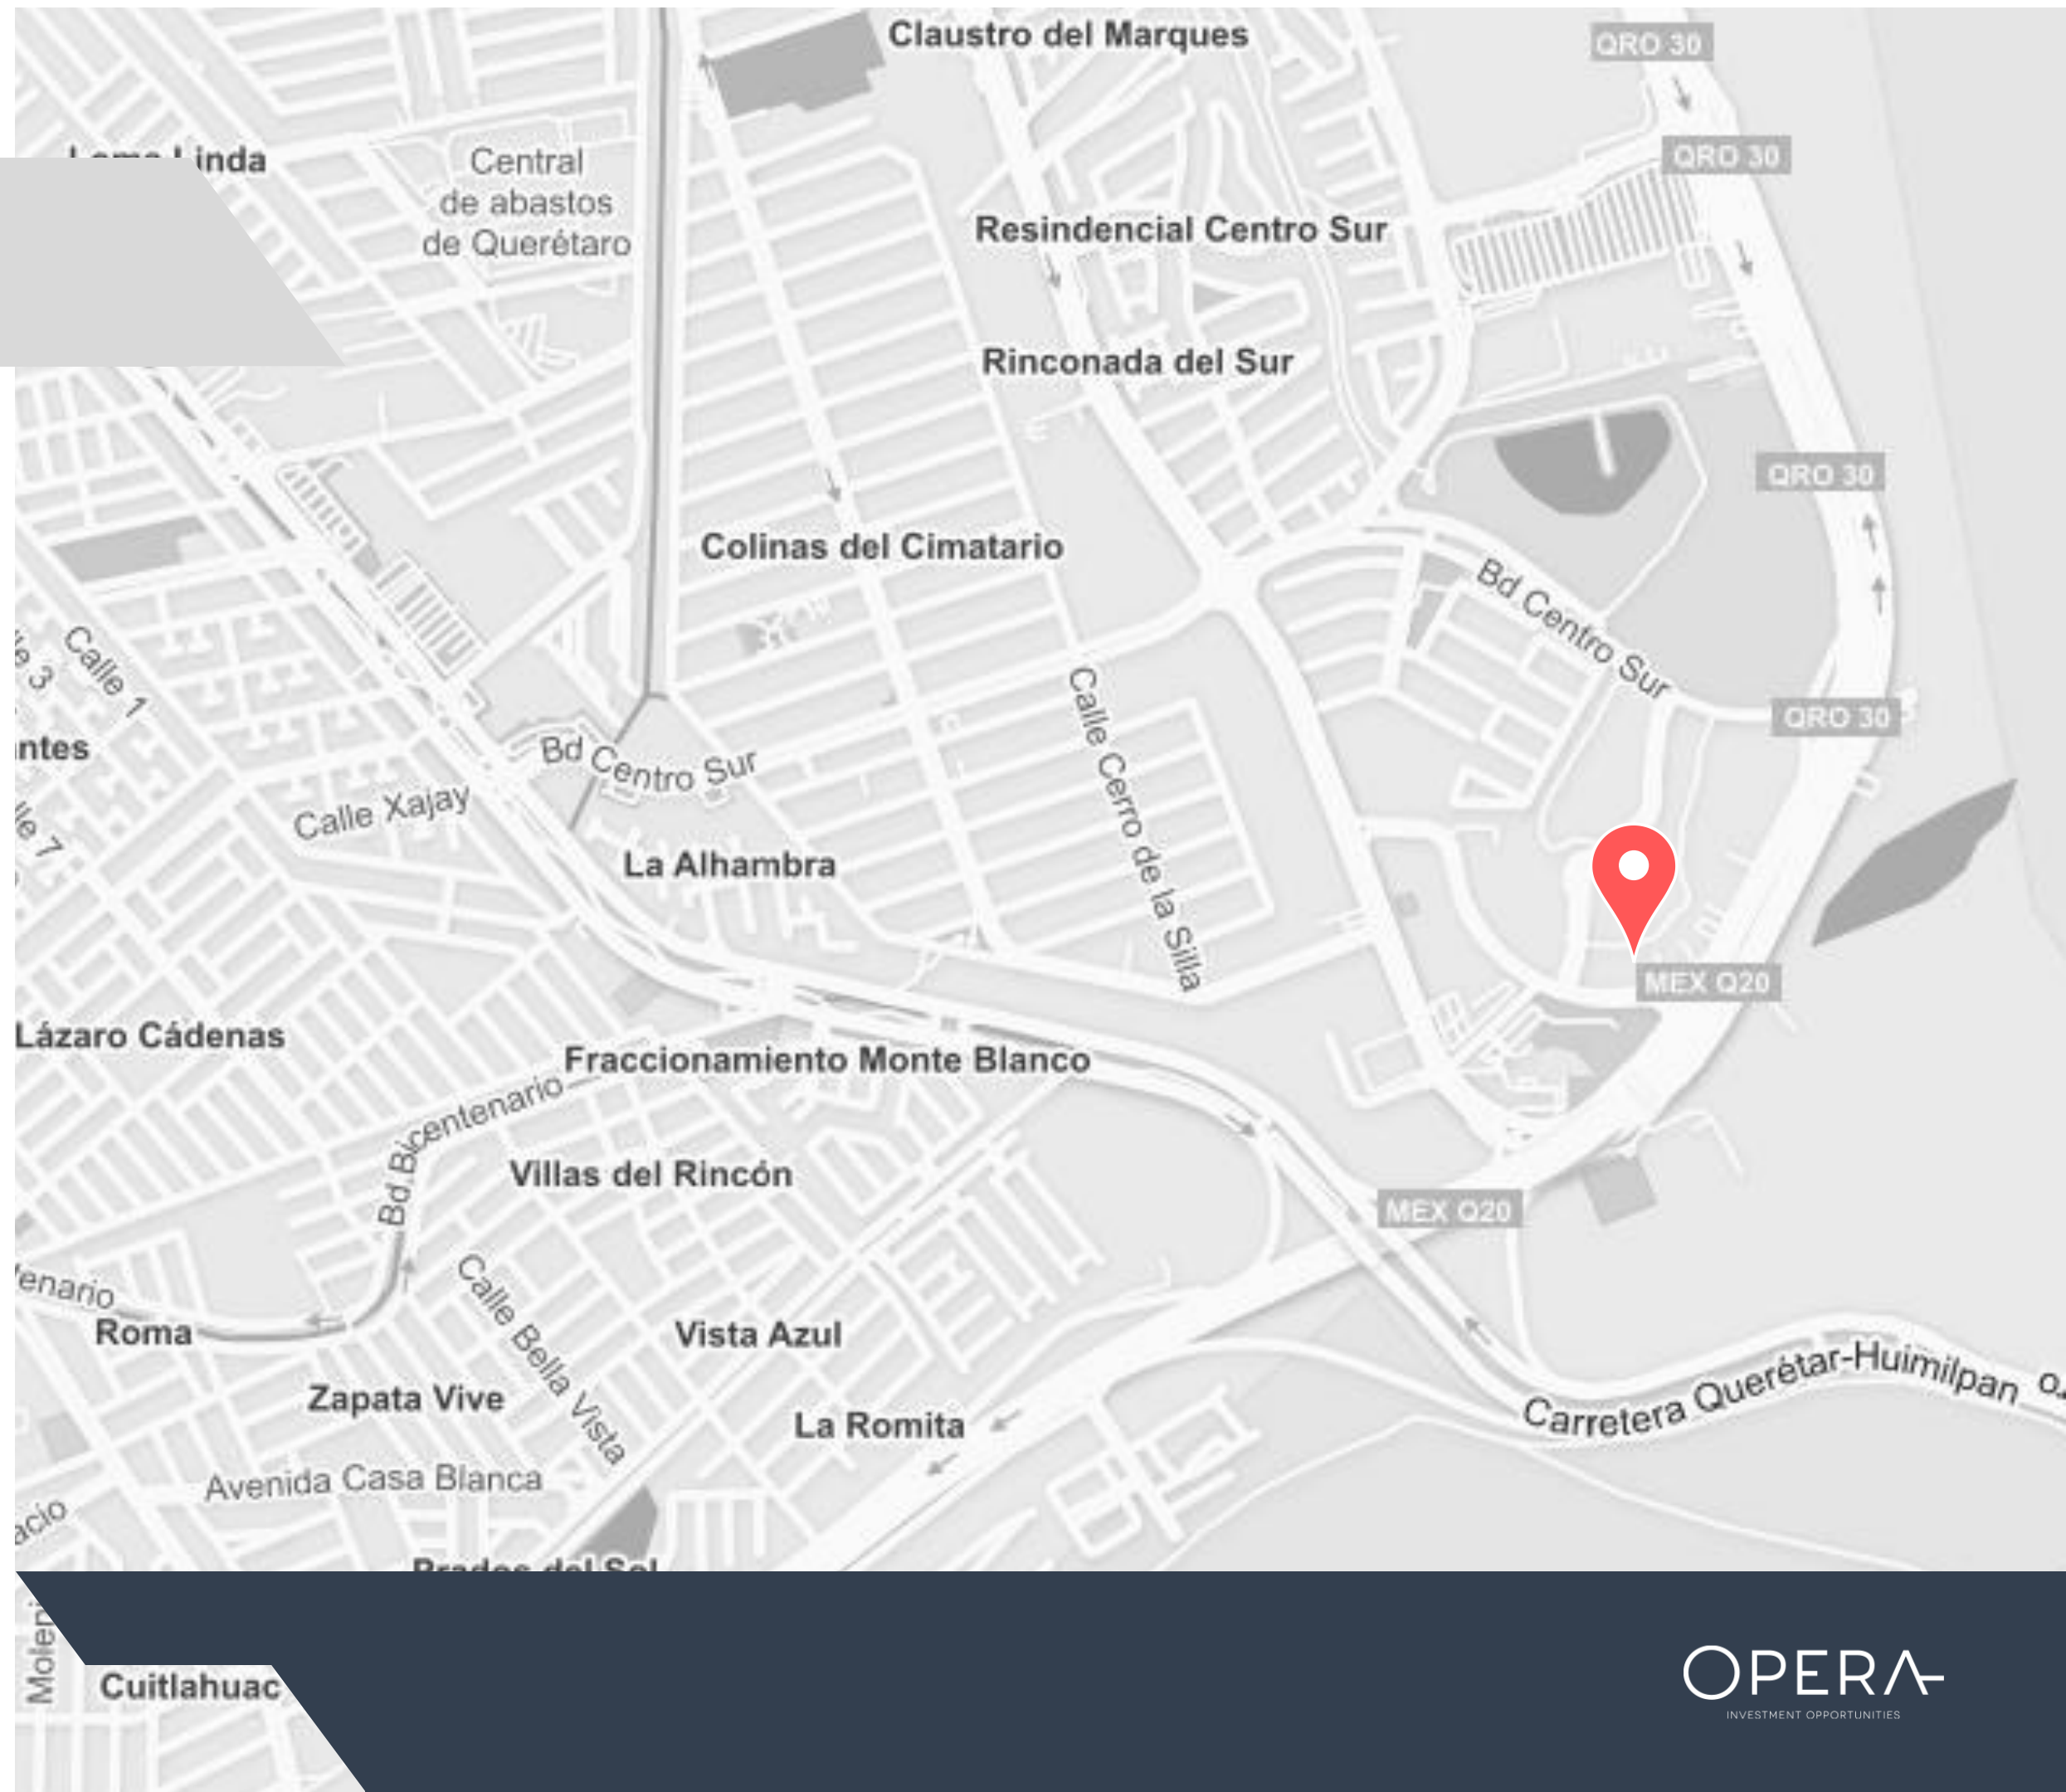 Claustro del Marques
QRO 30
QRO 30
Linda
Central
de abastos
de Querétaro
Resindencial Centro Sur
Rinconada del Sur
QRO 30
Colinas del Cimatario
Bd Centro Sur
Calle 1
QRO 30
Bd Centro Sur
Calle Xajay
Calle Cerro de la Silla
La Alhambra
MEX Q20
Lázaro Cádenas
Fraccionamiento Monte Blanco
Bd Bicentenario
Villas del Rincón
MEX Q20
Calle Bella Vista
Roma
Vista Azul
Zapata Vive
La Romita
Carretera Querétar-Huimilpan
Avenida Casa Blanca
Prados del Sol
Cuitlahuac
OPERA
INVESTMENT OPPORTUNITIES